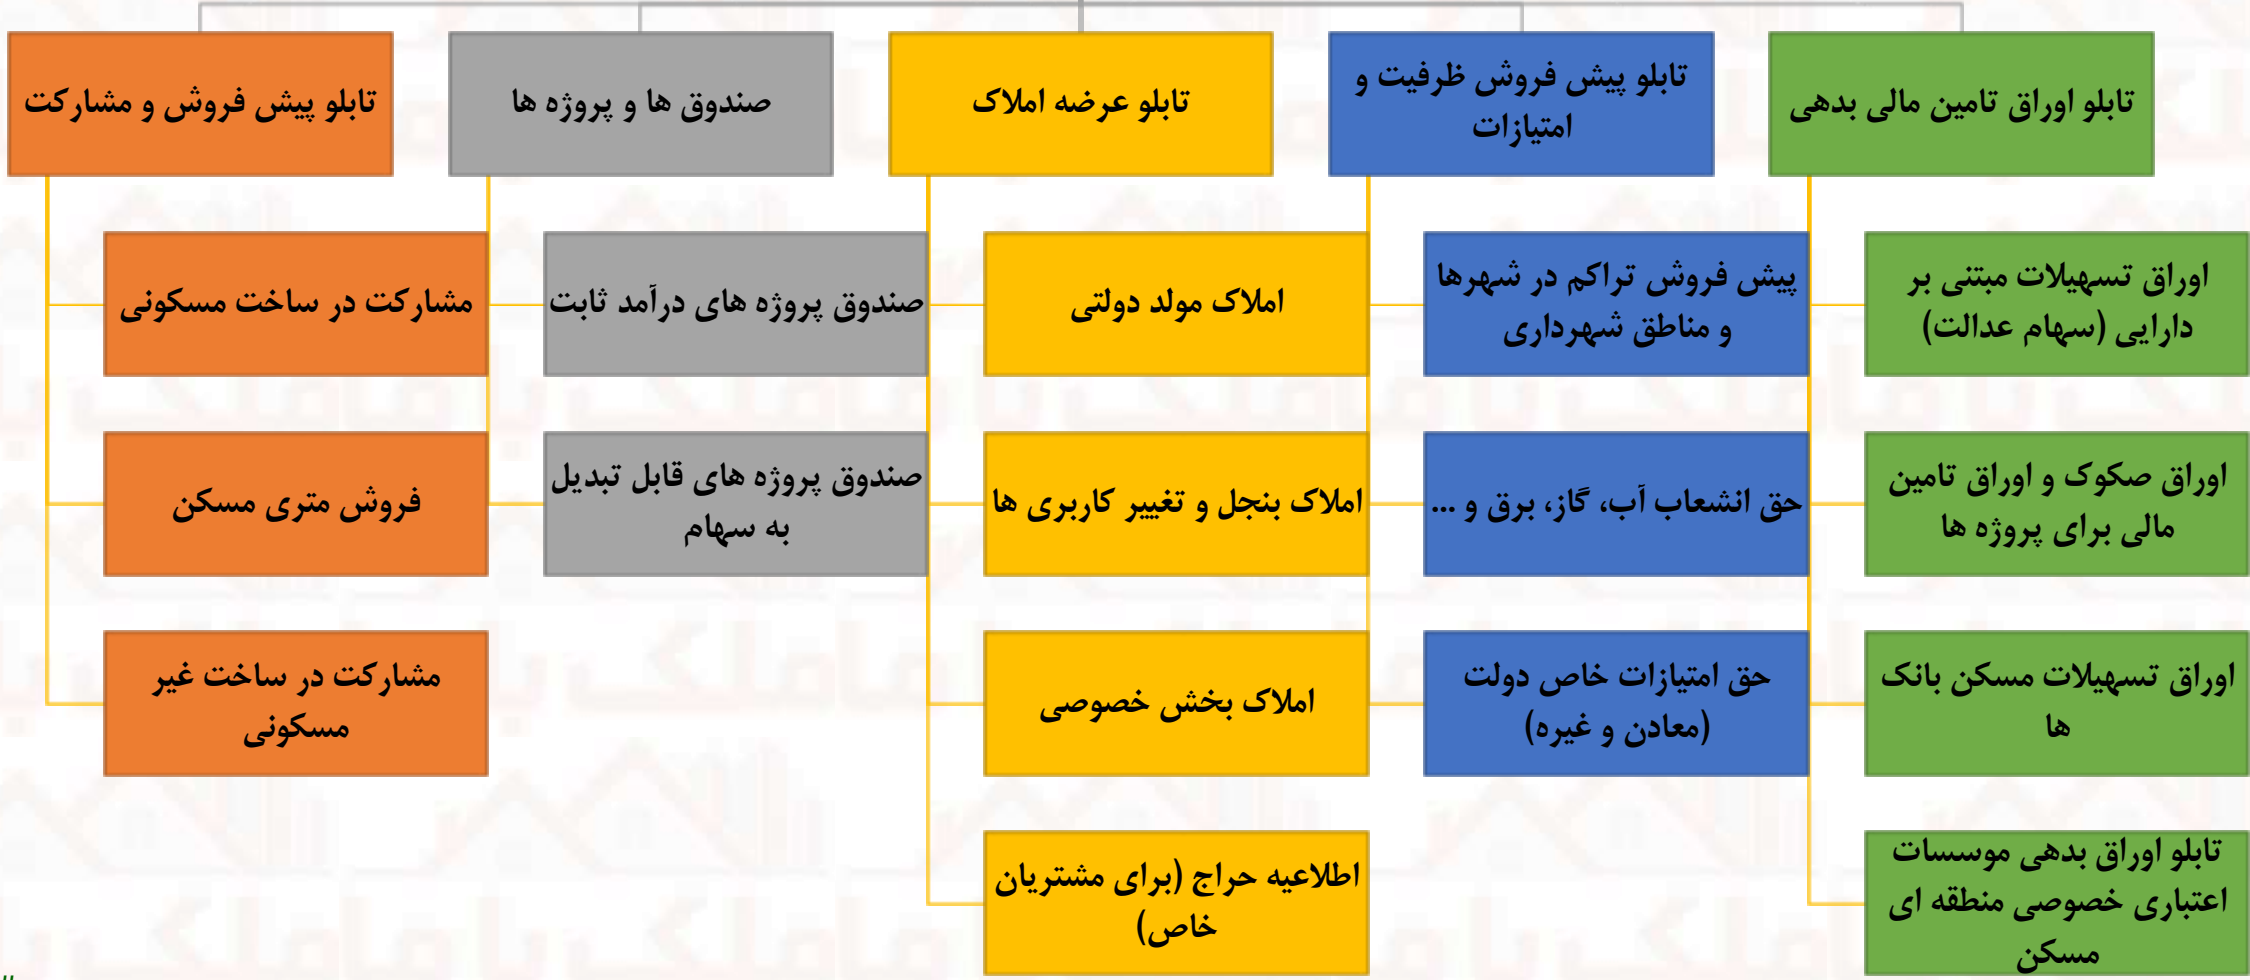 تابلو اوراق تامین مالی بدهی
اوراق تسهیلات مبتنی بر
دارایی (سهام عدالت)
اوراق صکوک و اوراق تامین
مالی برای پروژه ها
اوراق تسهیلات مسکن بانک
ها
تابلو اوراق بدهی موسسات
اعتباری خصوصی منطقه ای
مسکن
تابلو پیش فروش ظرفیت و
امتیازات
پیش فروش تراکم در شهرها
و مناطق شهرداری
حق انشعاب آب، گاز، برق و ...
حق امتیازات خاص دولت
(معادن و غیره)
تابلو عرضه املاک
املاک مولد دولتی
املاک بنجل و تغییر کاربری ها
املاک بخش خصوصی
اطلاعیه حراج (برای مشتریان
خاص)
صندوق ها و پروژه ها
صندوق پروژه های درآمد ثابت
صندوق پروژه های قابل تبدیل
به سهام
تابلو پیش فروش و مشارکت
مشارکت در ساخت مسکونی
فروش متری مسکن
مشارکت در ساخت غیر
مسکونی